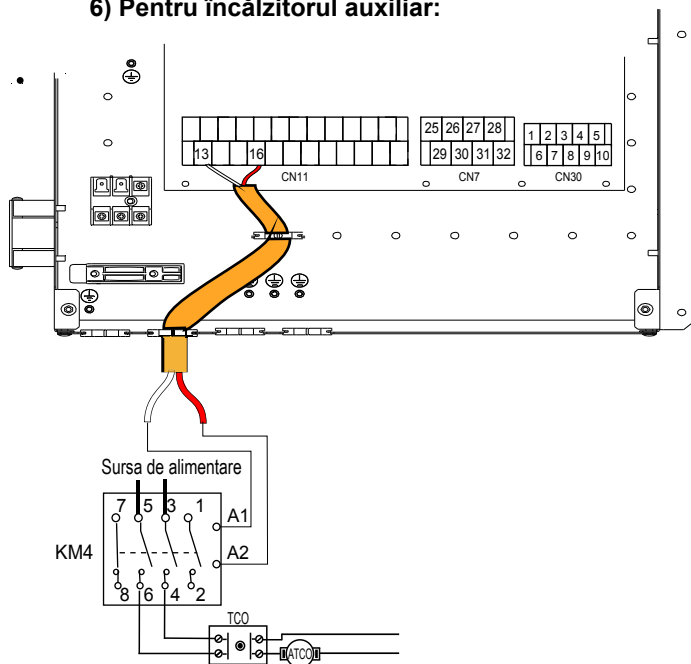 6) Pentru încălzitorul auxiliar:
25 26 27 28
1 2 3 4 5
13 16
29 30 31 32
6 7 8 9 10
CN11
CN7
CN30
Sursa de alimentare
7 5 3 1
A1
KM4
A2
8 6 4 2
TCO
ATCO